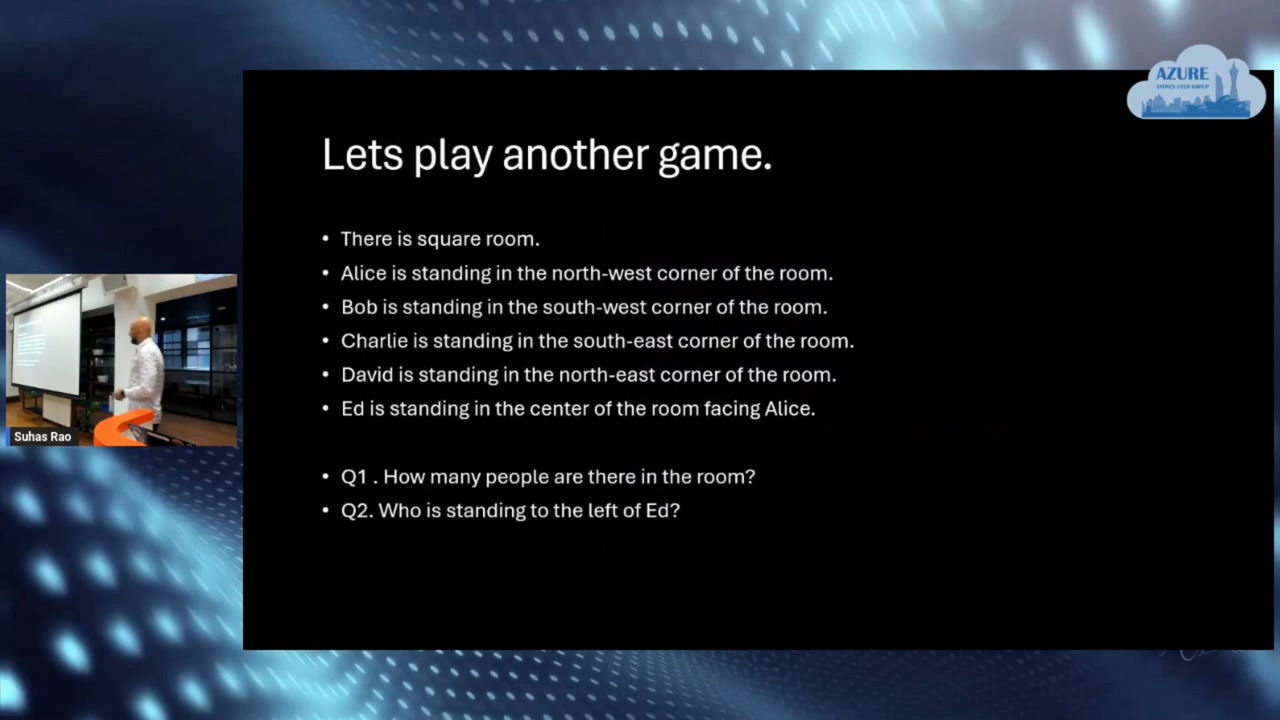 AZURE
SYDNEY USER GROUP
Lets play another game.
• There is square room.
• Alice is standing in the north-west corner of the room.
• Bob is standing in the south-west corner of the room.
• Charlie is standing in the south-east corner of the room.
• David is standing in the north-east corner of the room.
• Ed is standing in the center of the room facing Alice.
• Q1 . How many people are there in the room?
• Q2. Who is standing to the left of Ed?
Suhas Rao